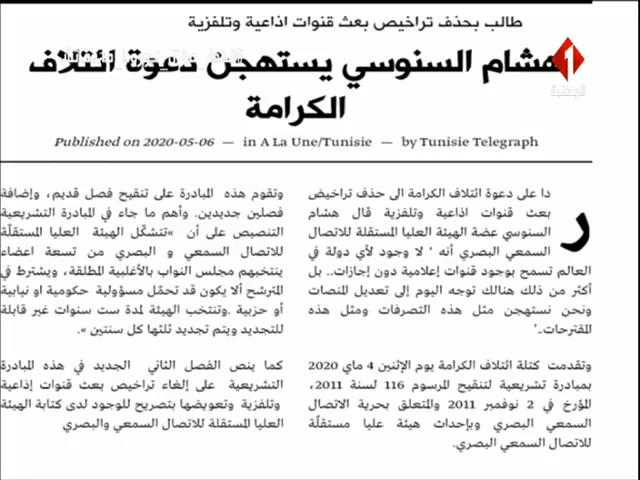 طالب بحذف تراخيص بعث قنوات اذاعية وتلفزية
هشام السنوسي يستهجن دعوة ائتلاف
الكرامة
Published on 2020-05-06 — in A La Une/Tunisie — by Tunisie Telegraph
ردا على دعوة ائتلاف الكرامة الى حذف تراخيص
بعث قنوات اذاعية وتلفزية قال هشام
السنوسي عضة الهيئة العليا المستقلة للاتصال
السمعي البصري أنه ‘ لا وجود لأي دولة في
العالم تسمح بوجود قنوات إعلامية دون إجازات.. بل
أكثر من ذلك هنالك توجه اليوم إلى تعديل المنصات
ونحن نستهجن مثل هذه التصرفات ومثل هذه
المقترحات..’
وتقدمت كتلة ائتلاف الكرامة يوم الإثنين 4 ماي 2020
بمبادرة تشريعية لتنقيح المرسوم 116 لسنة 2011،
المؤرخ في 2 نوفمبر 2011 والمتعلق بحرية الاتصال
السمعي البصري وبإحداث هيئة عليا مستقلّة
للاتصال السمعي البصري.
وتقوم هذه المبادرة على تنقيح فصل قديم، وإضافة
فصلين جديدين. وأهم ما جاء في المبادرة التشريعية
التنصيص على أن »تتشكّل الهيئة العليا المستقلّة
للاتصال السمعي و البصري من تسعة اعضاء
ينتخبهم مجلس النواب بالأغلبية المطلقة، ويشترط في
المترشح ألا يكون قد تحمّل مسؤولية حكومية او نيابية
أو حزبية .وتنتخب الهيئة لمدة ست سنوات غير قابلة
للتجديد ويتم تجديد ثلثها كل سنتين ».
كما ينص الفصل الثاني الجديد في هذه المبادرة
التشريعية على إلغاء تراخيص بعث قنوات إذاعية
وتلفزية وتعويضها بتصريح للوجود لدى كتابة الهيئة
العليا المستقلة للاتصال السمعي والبصري
1
الوطنية